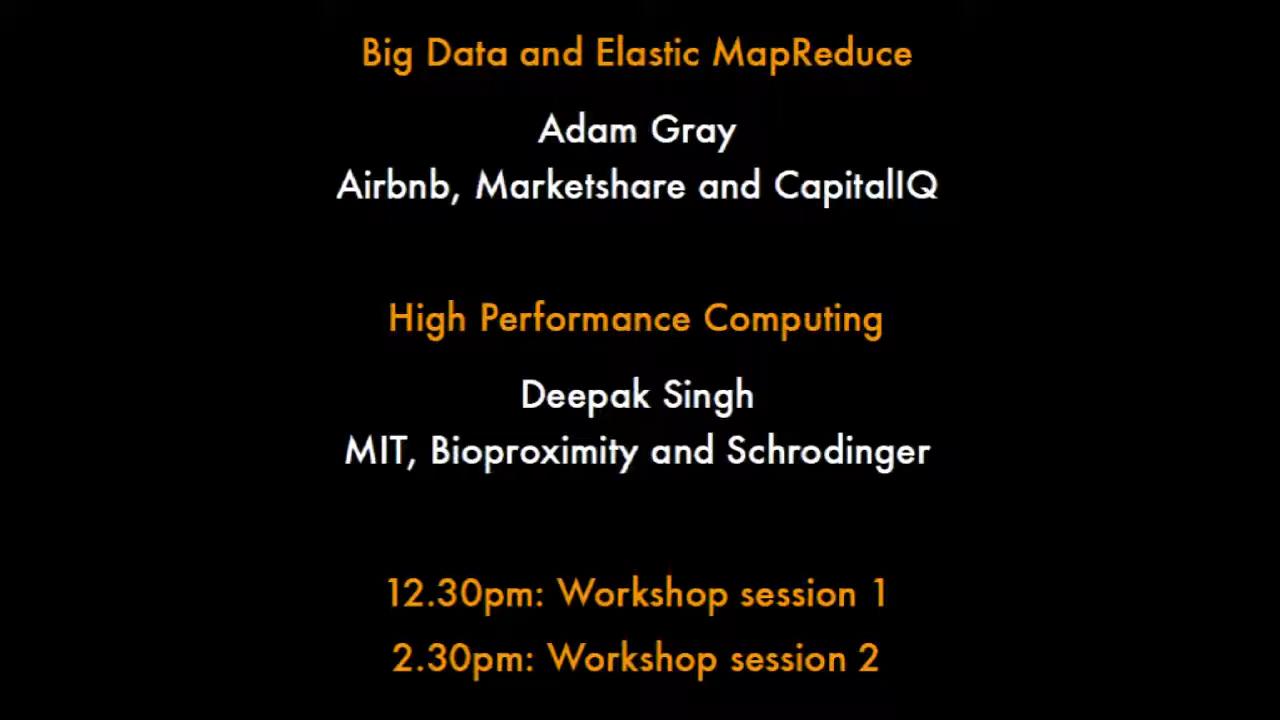 Big Data and Elastic MapReduce
Adam Gray
Airbnb, Marketshare and CapitalIQ
High Performance Computing
Deepak Singh
MIT, Bioproximity and Schrodinger
12.30pm: Workshop session 1
2.30pm: Workshop session 2